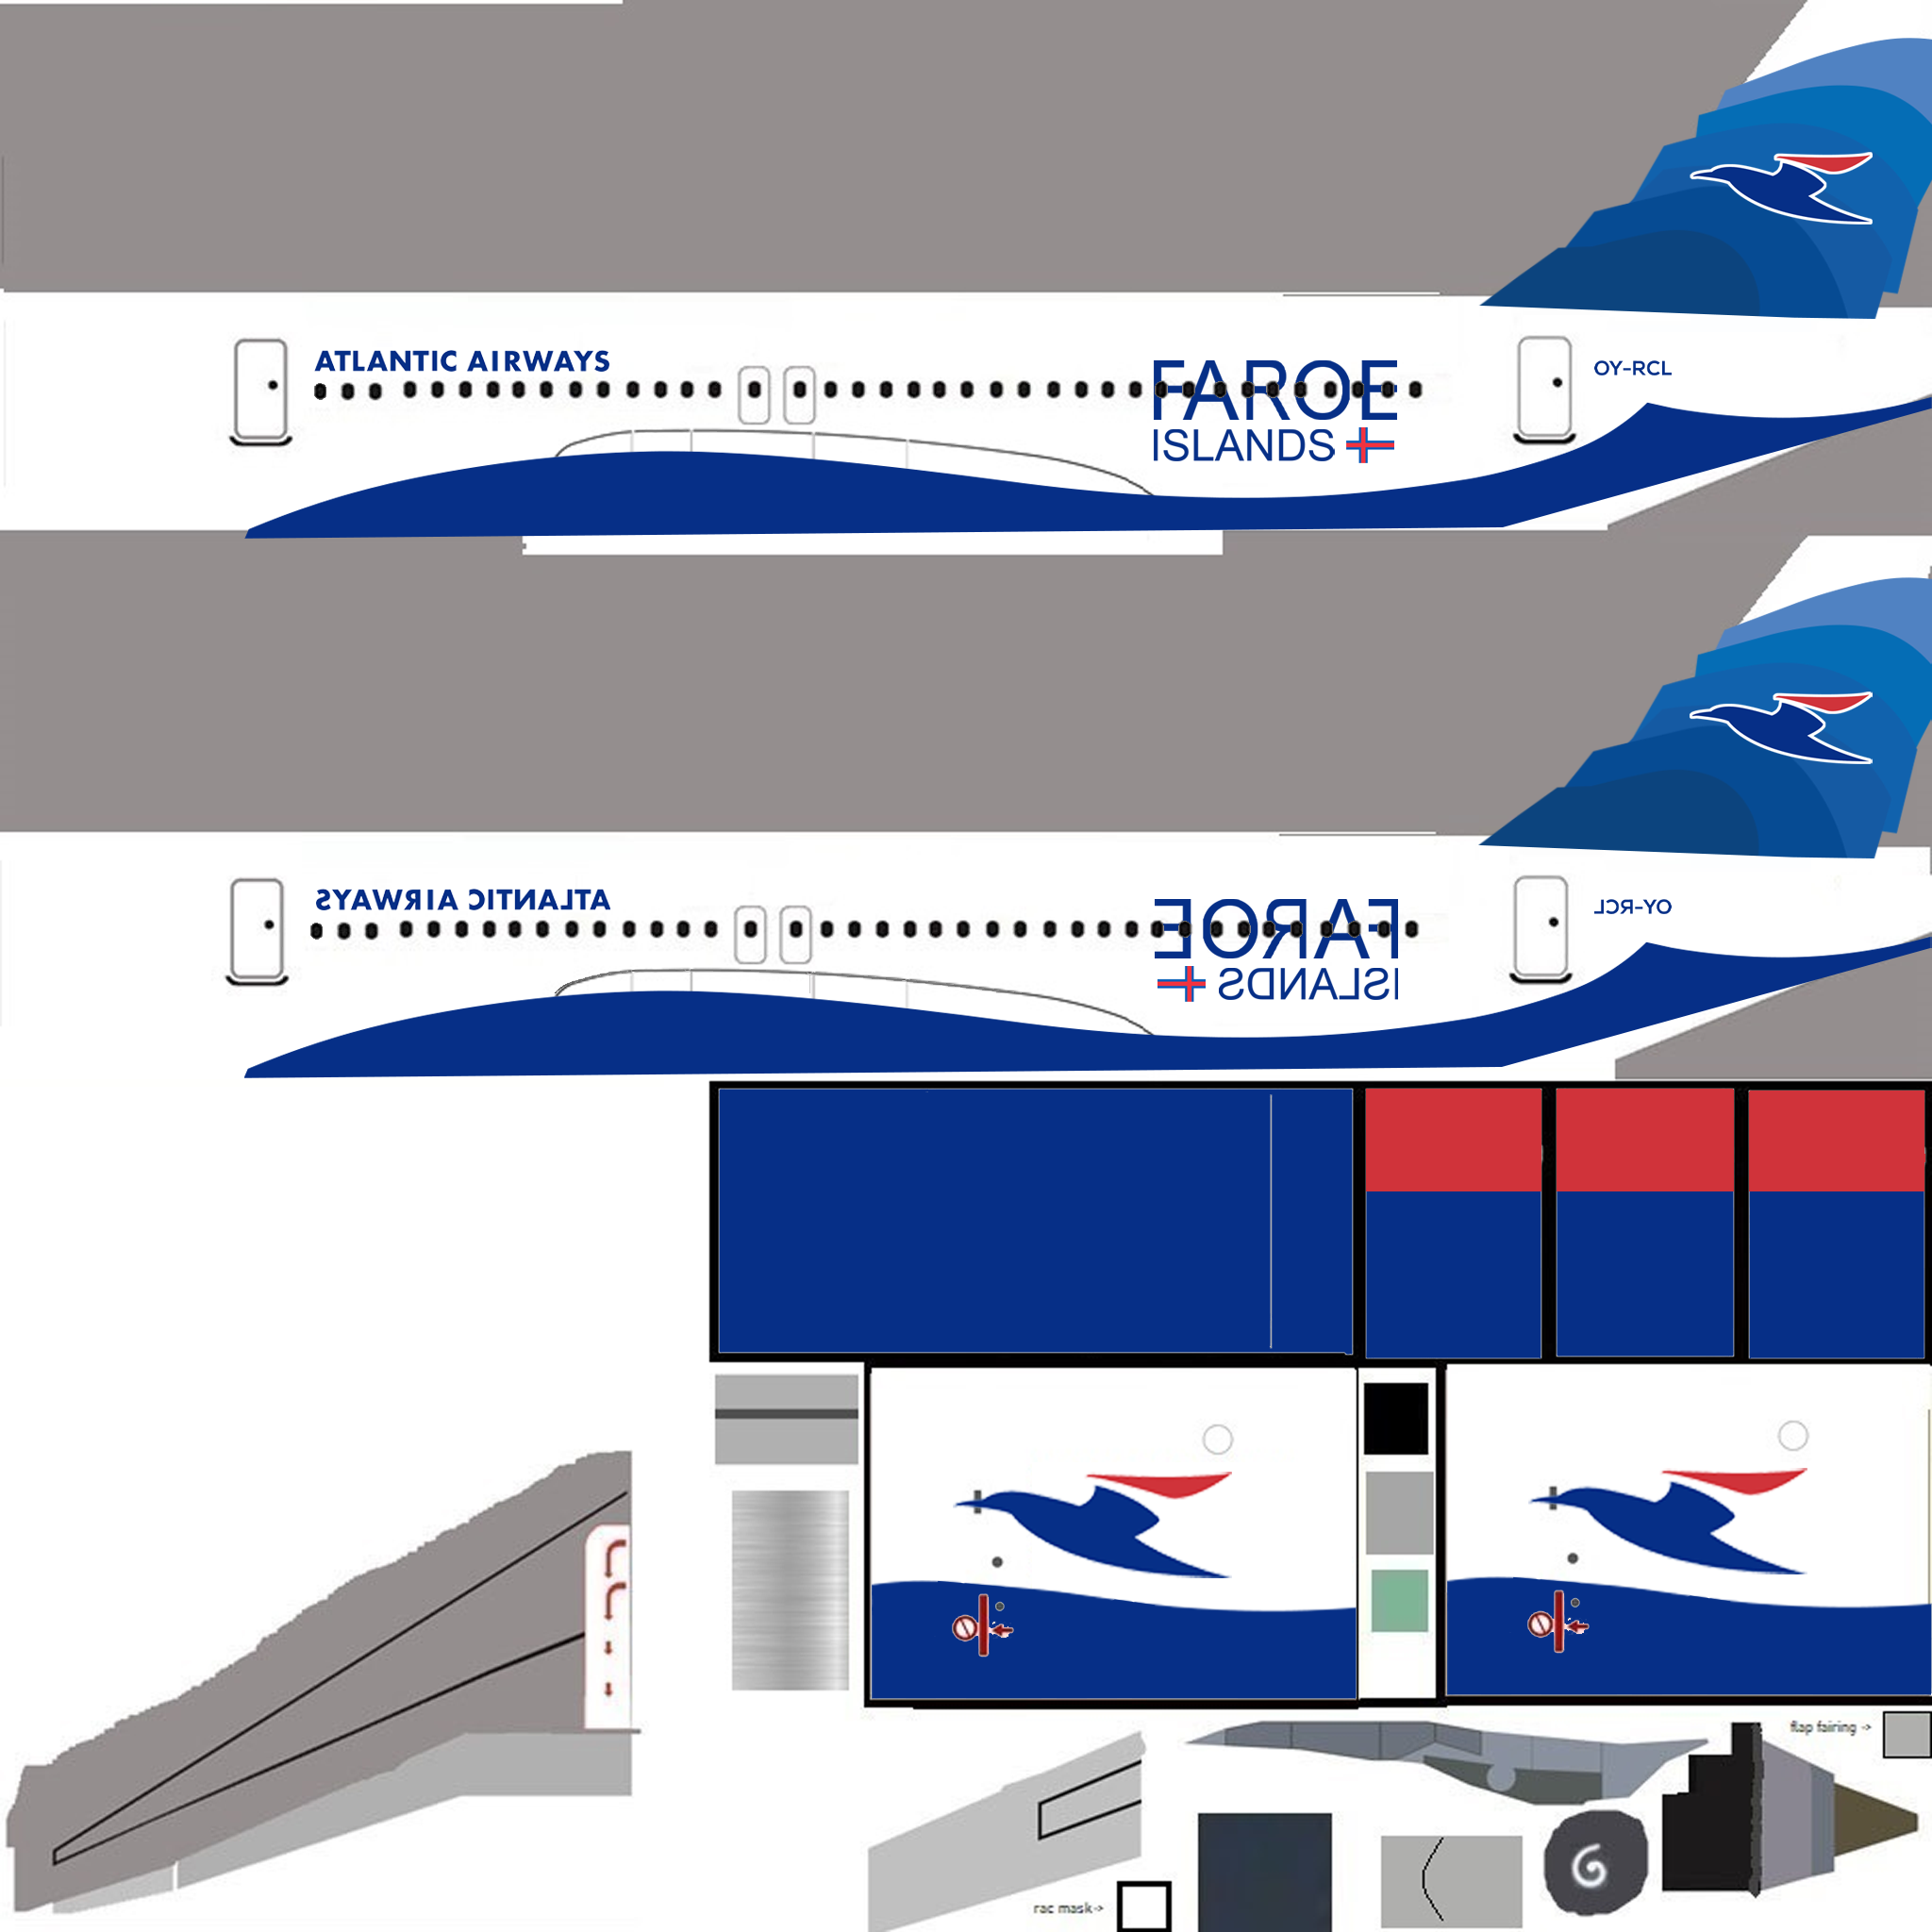 ATLANTIC AIRWAYS
FAROE
ISLANDS
OY-RCL
ATLANTIC AIRWAYS
FAROE
ISLANDS
OY-RCL
flap fairing ->
rac mask->